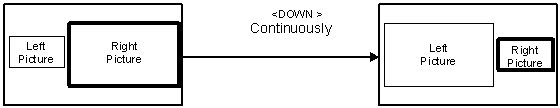 Left
Picture
Right
Picture
<DOWN >
Continuously
Left
Picture
Right
Picture